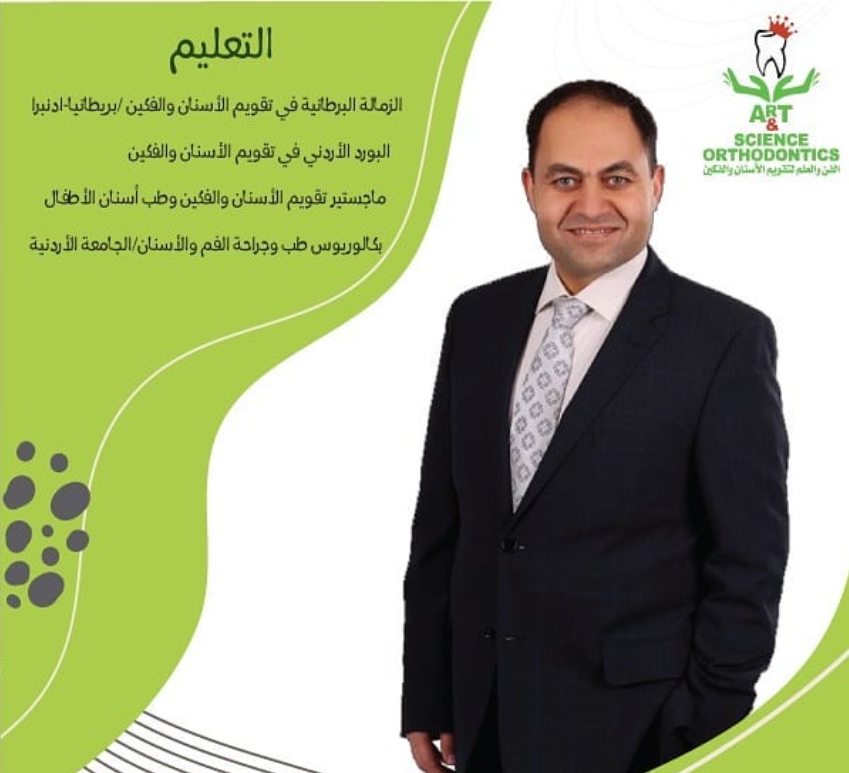 التعليم
الزمالة البرطانية في تقويم الأسنان والفكين /بريطانيا-ادنبرا
البورد الأردني في تقويم الأسنان والفكين
ماجستير تقويم الأسنان والفكين وطب أسنان الأطفال
بكالوريوس طب وجراحة الفم والأسنان/الجامعة الأردنية
ART
&
SCIENCE
ORTHODONTICS
الفن والعلم لتقويم الأسنان والفكين